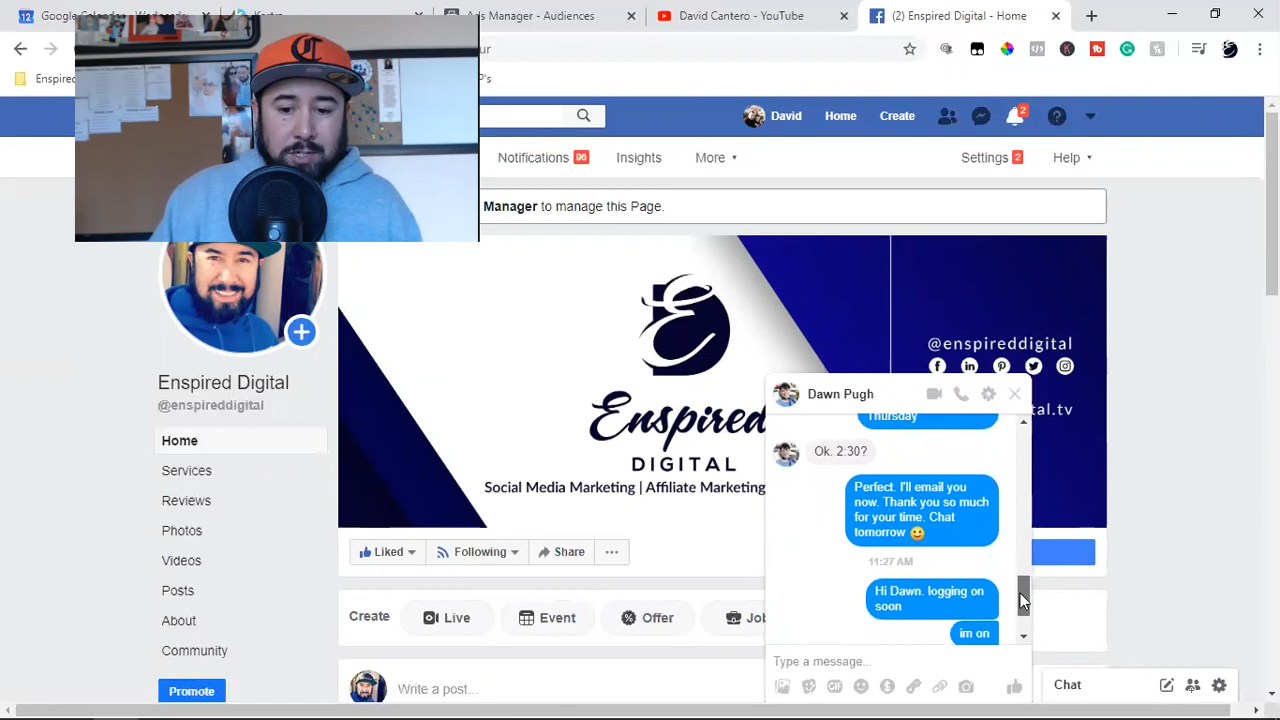 Ads Manager - Audiences
David Cantero - YouTube
(2) Enspired Digital - Home
Enspired
P's
David
Home
Create
2
Notifications 96
Insights
More
Settings 2
Help
Manager to manage this Page.
@enspireddigital
Enspired
DIGITAL
Social Media Marketing | Affiliate Marketing
Enspired Digital
@enspireddigital
Home
Services
Reviews
Photos
Videos
Posts
About
Community
Promote
Liked
Following
Share
Create
Live
Event
Offer
Write a post...
Dawn Pugh
Thursday
Ok. 2:30?
Perfect. I'll email you
now. Thank you so much
for your time. Chat
tomorrow
11:27 AM
Hi Dawn. logging on
soon
im on
Type a message...
Chat